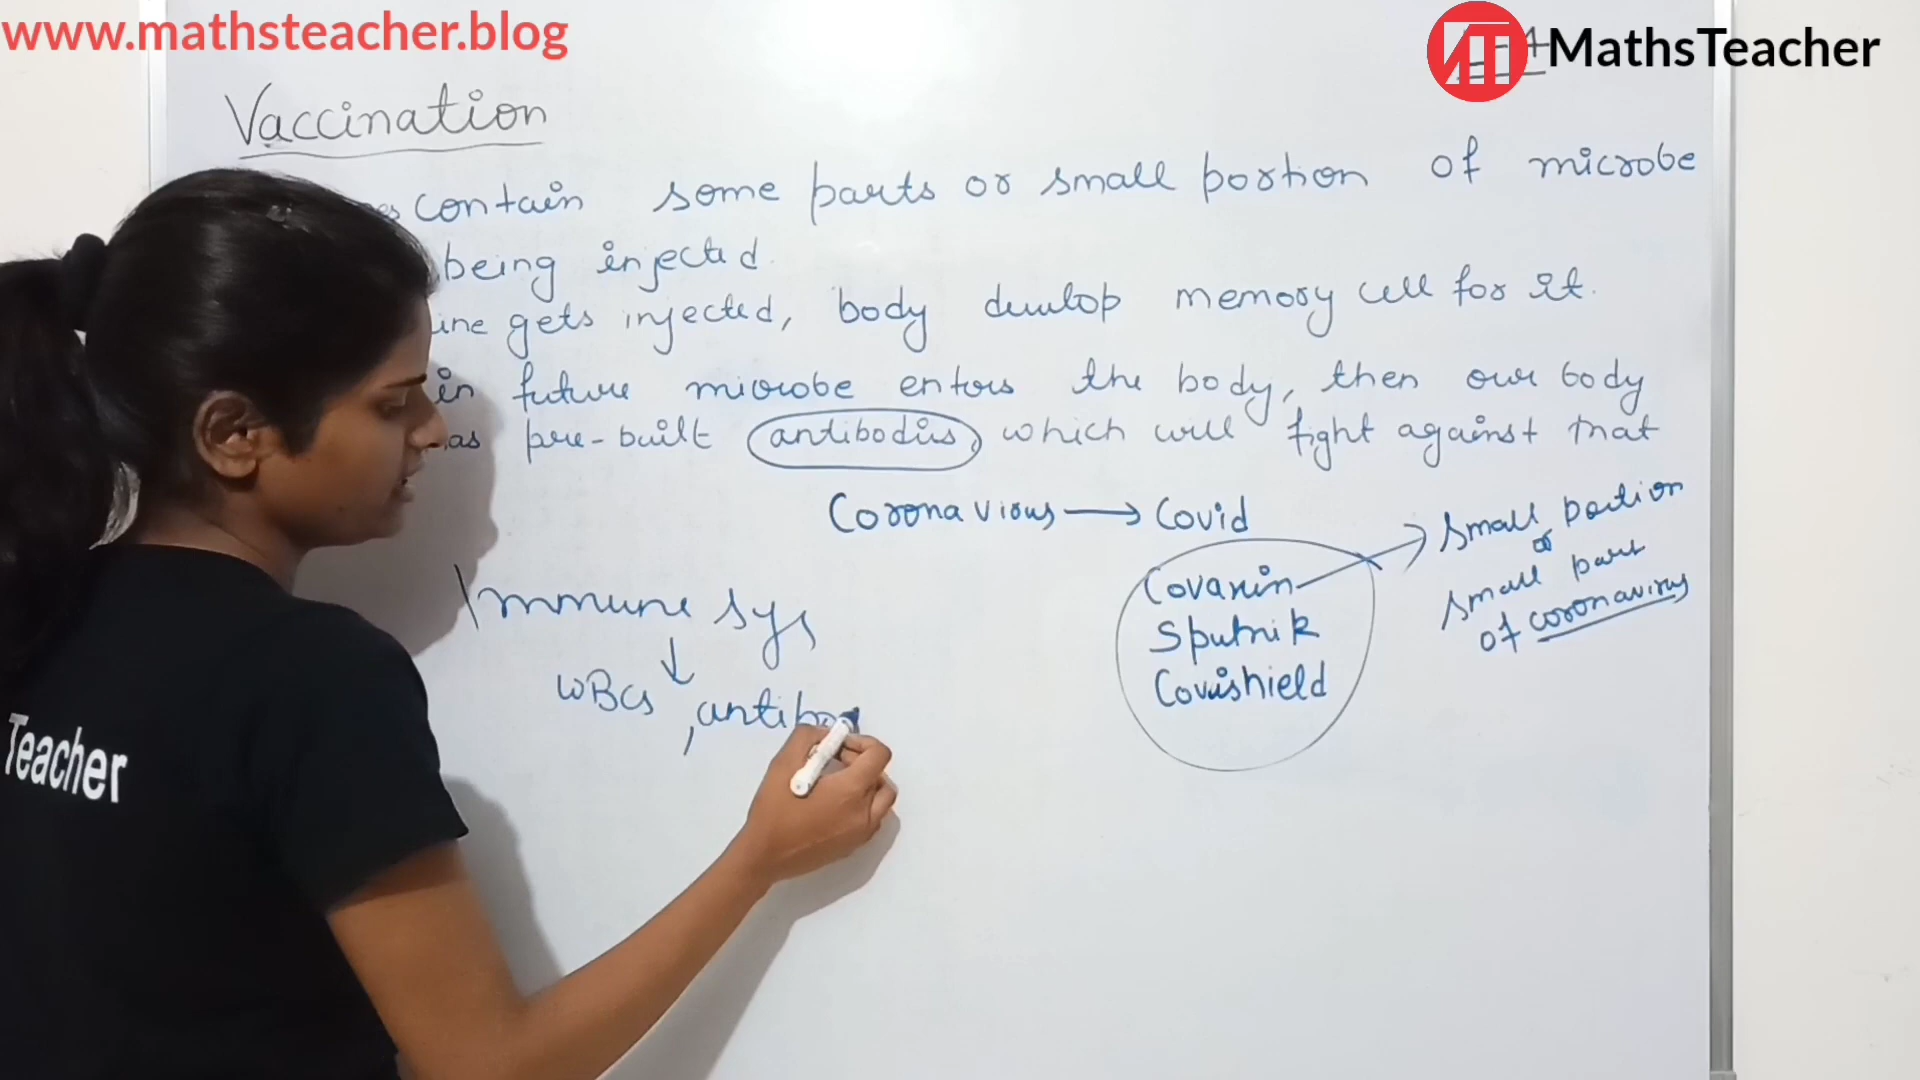 www.mathsteacher.blog
MathsTeacher
Vaccination
contain some parts or small portion of microbe
being injected.
gets injected, body develop memory cell for it.
in future microbe enters the body, then our body
pre-built antibodies, which will fight against that
Coronavirus → Covid
Small portion
or
small part
of coronavirus
Covaxin
Sputnik
Covishield
Immune sys
↓
WBCs, antibo
Teacher